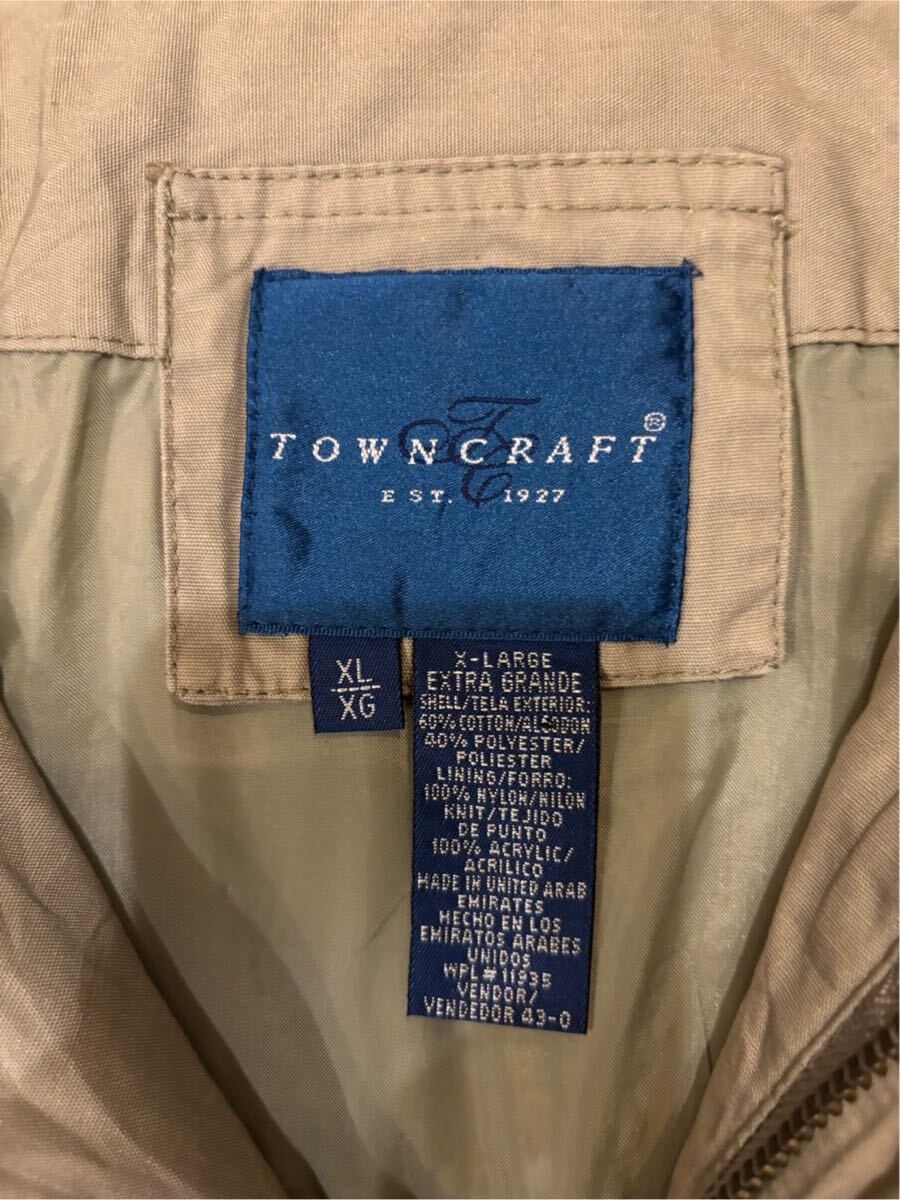 TOWNCRAFT®
EST. 1927
XL
XG
X-LARGE
EXTRA GRANDE
SHELL/TELA EXTERIOR:
60% COTTON/ALGODON
40% POLYESTER/
POLIESTER
LINING/FORRO:
100% NYLON/NILON
KNIT/TEJIDO
DE PUNTO
100% ACRYLIC/
ACRILICO
MADE IN UNITED ARAB
EMIRATES
HECHO EN LOS
EMIRATOS ARABES
UNIDOS
WPL#11935
VENDOR/
VENDEDOR 43-0